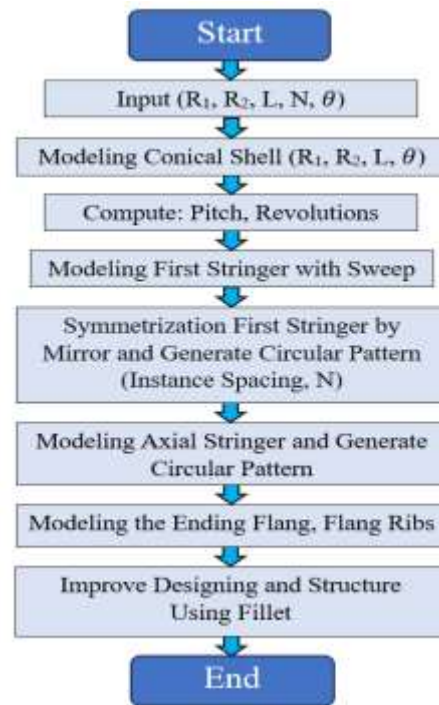 Start
Input (R₁, R₂, L, N, θ)
Modeling Conical Shell (R₁, R₂, L, θ)
Compute: Pitch, Revolutions
Modeling First Stringer with Sweep
Symmetrization First Stringer by
Mirror and Generate Circular Pattern
(Instance Spacing, N)
Modeling Axial Stringer and Generate
Circular Pattern
Modeling the Ending Flang, Flang Ribs
Improve Designing and Structure
Using Fillet
End